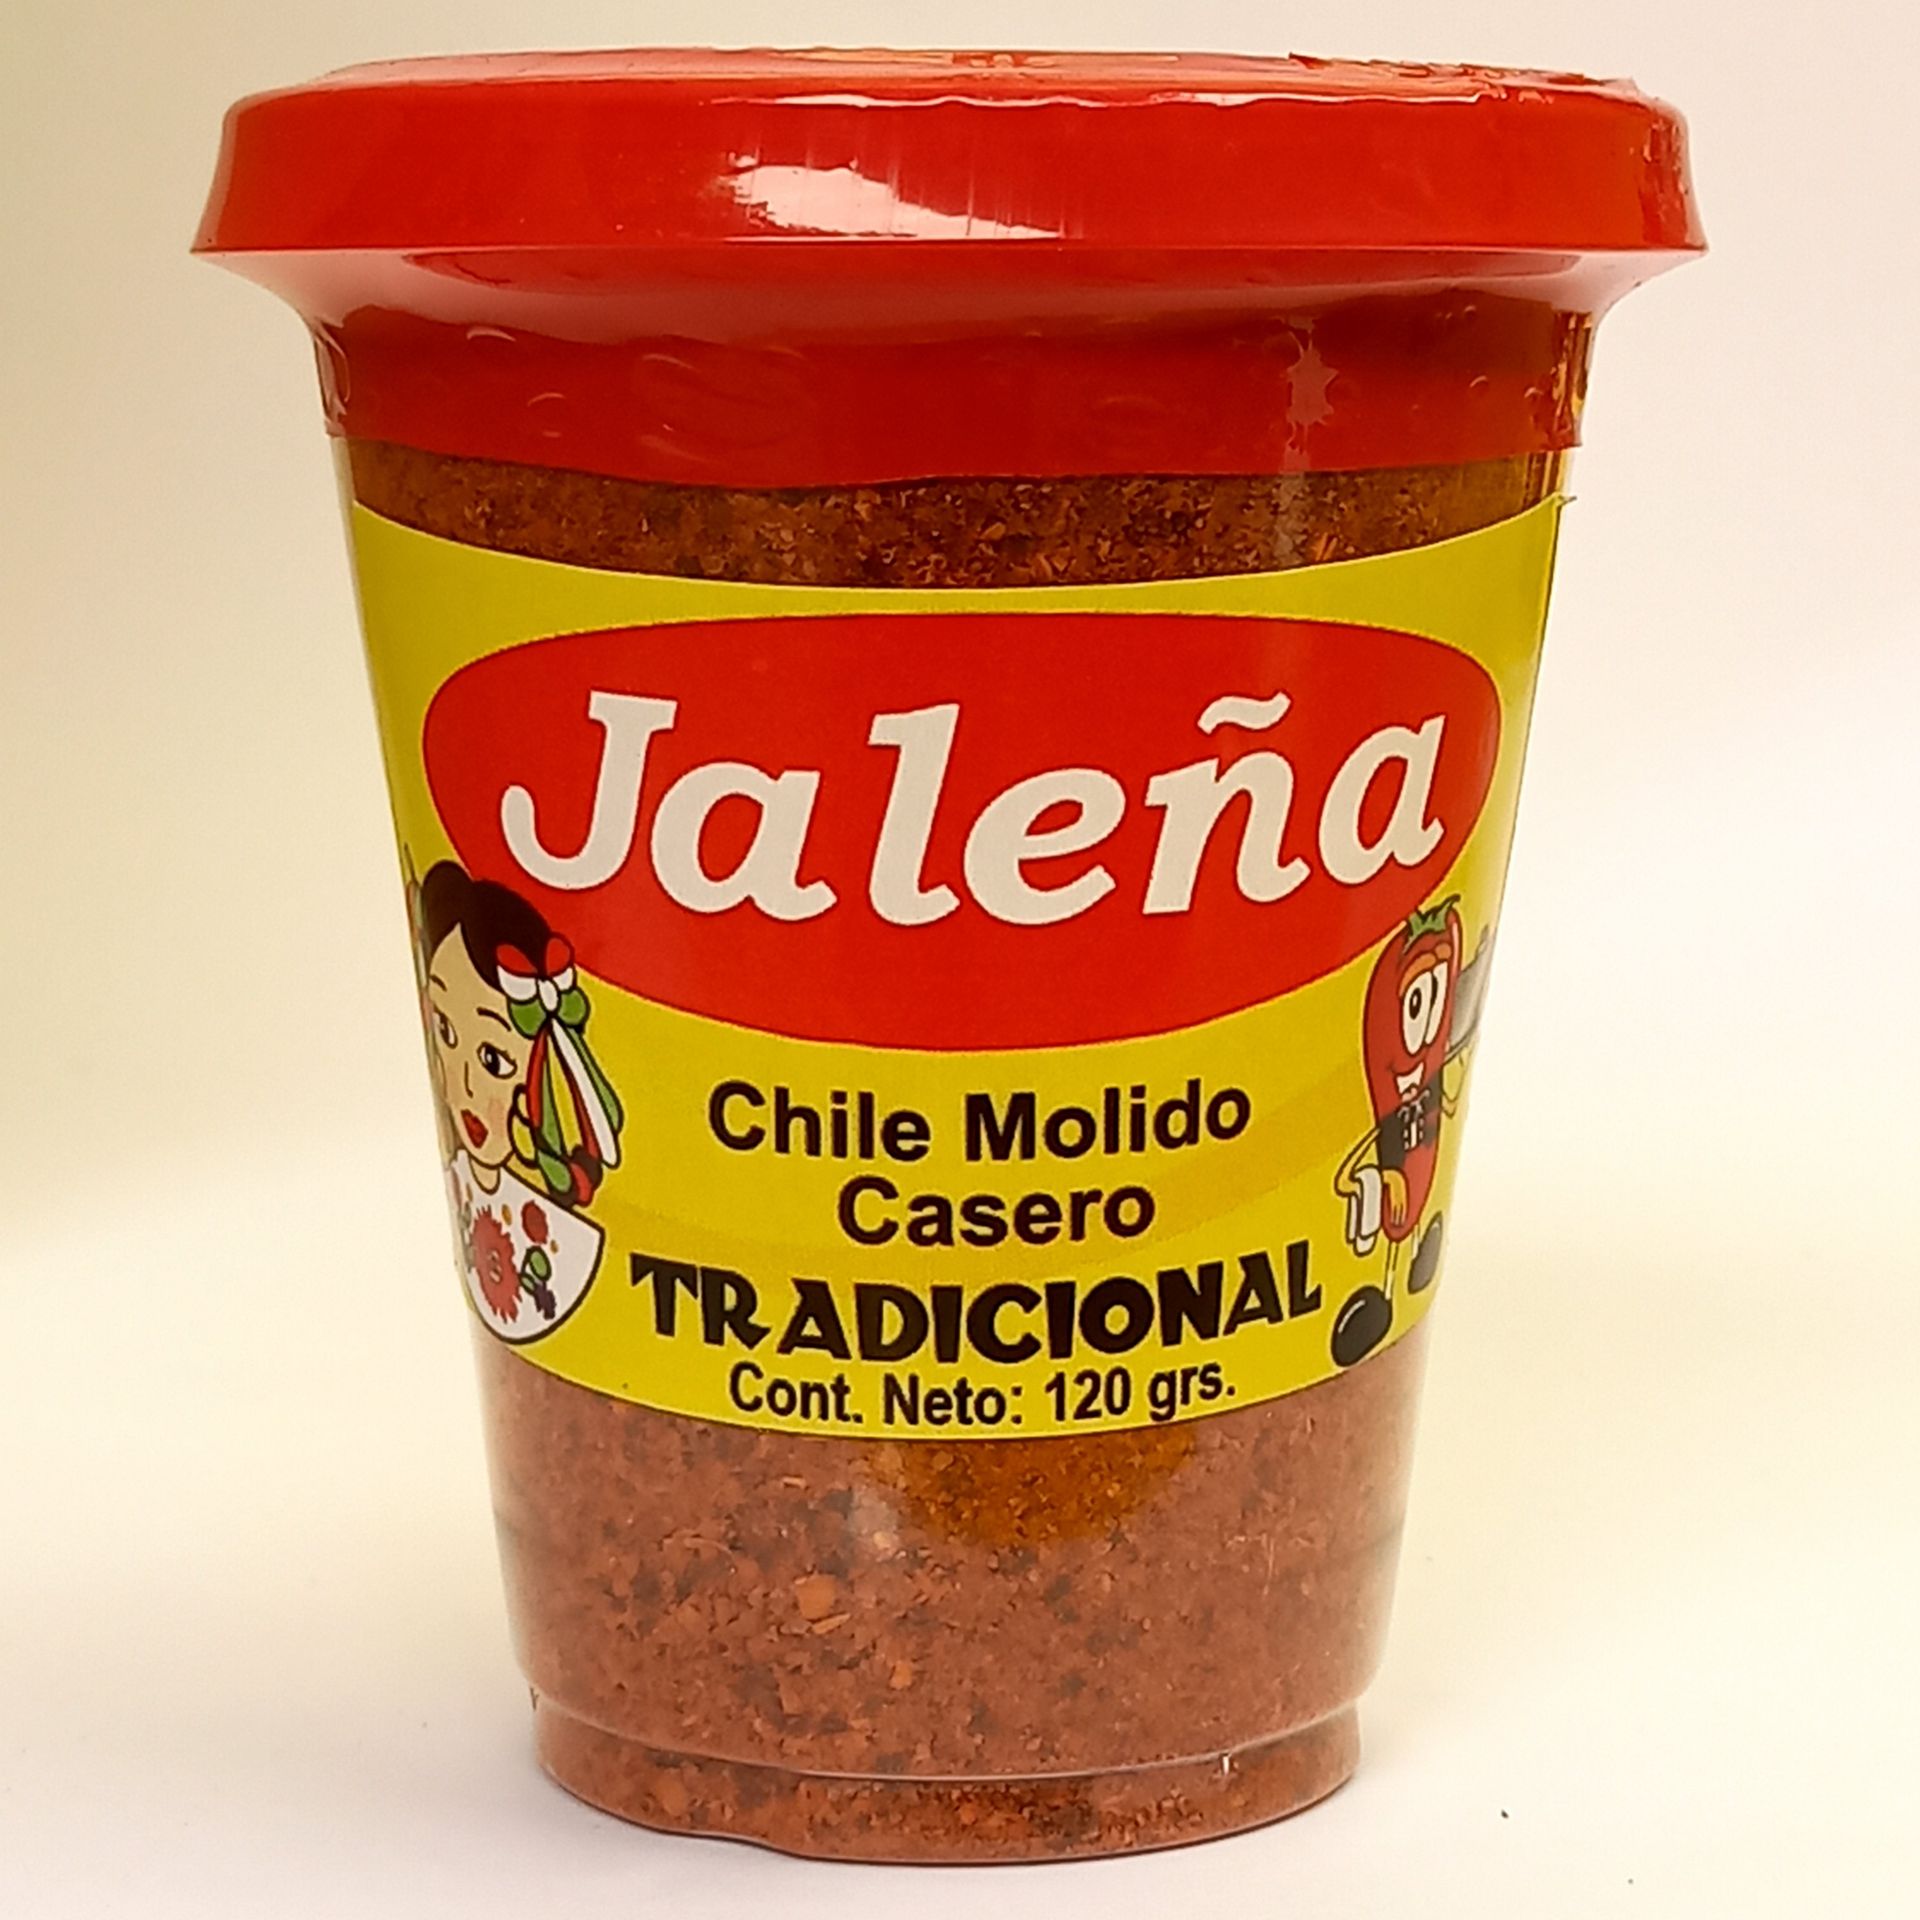 Jaleña
Chile Molido
Casero
TRADICIONAL
Cont. Neto: 120 grs.